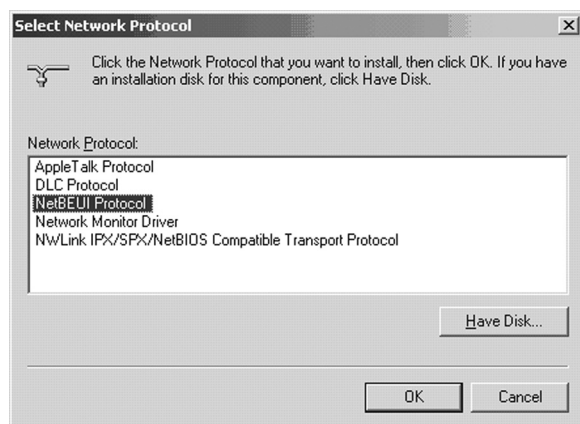 Select Network Protocol
Click the Network Protocol that you want to install, then click OK. If you have
an installation disk for this component, click Have Disk.
Network Protocol:
AppleTalk Protocol
DLC Protocol
NetBEUI Protocol
Network Monitor Driver
NWLink IPX/SPX/NetBIOS Compatible Transport Protocol
Have Disk...
OK
Cancel